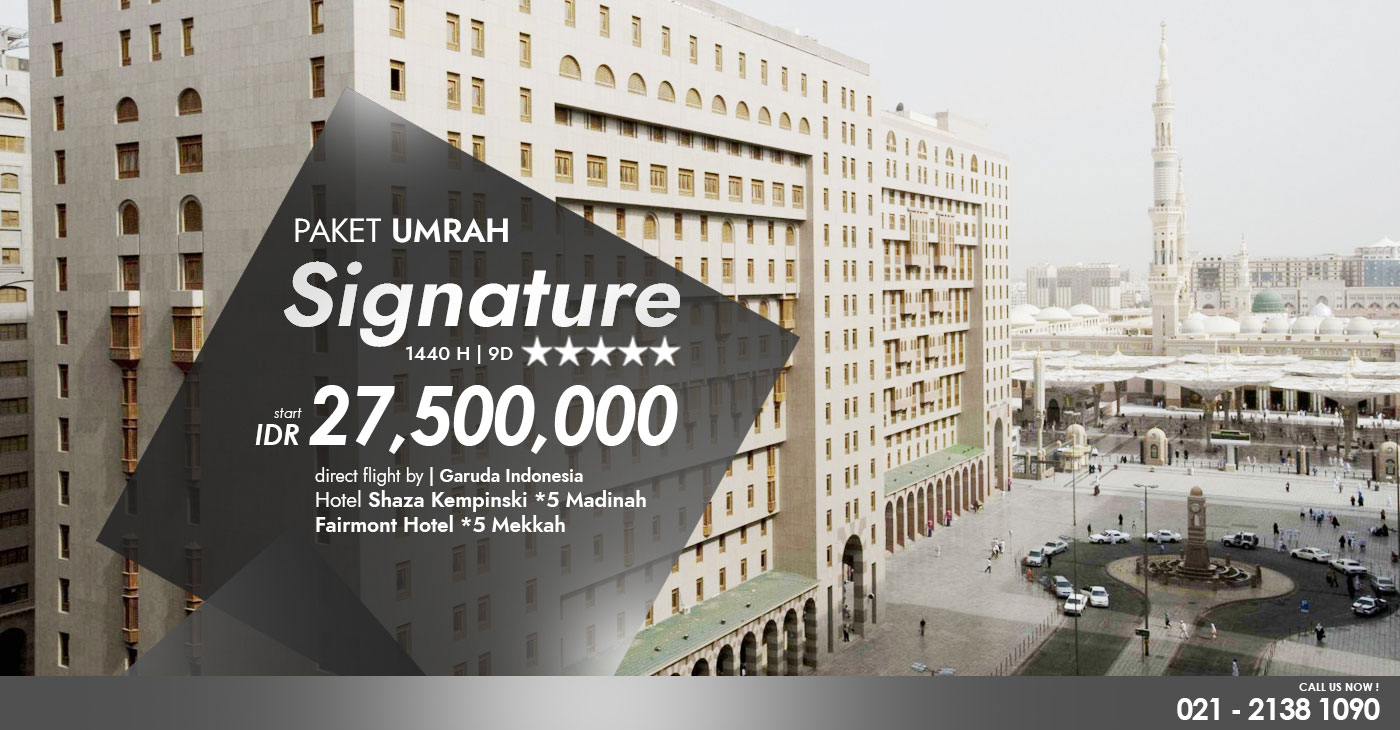 PAKET UMRAH
Signature
1440 H | 9D
start
IDR 27,500,000
direct flight by | Garuda Indonesia
Hotel Shaza Kempinski *5 Madinah
Fairmont Hotel *5 Mekkah
CALL US NOW !
021 - 2138 1090